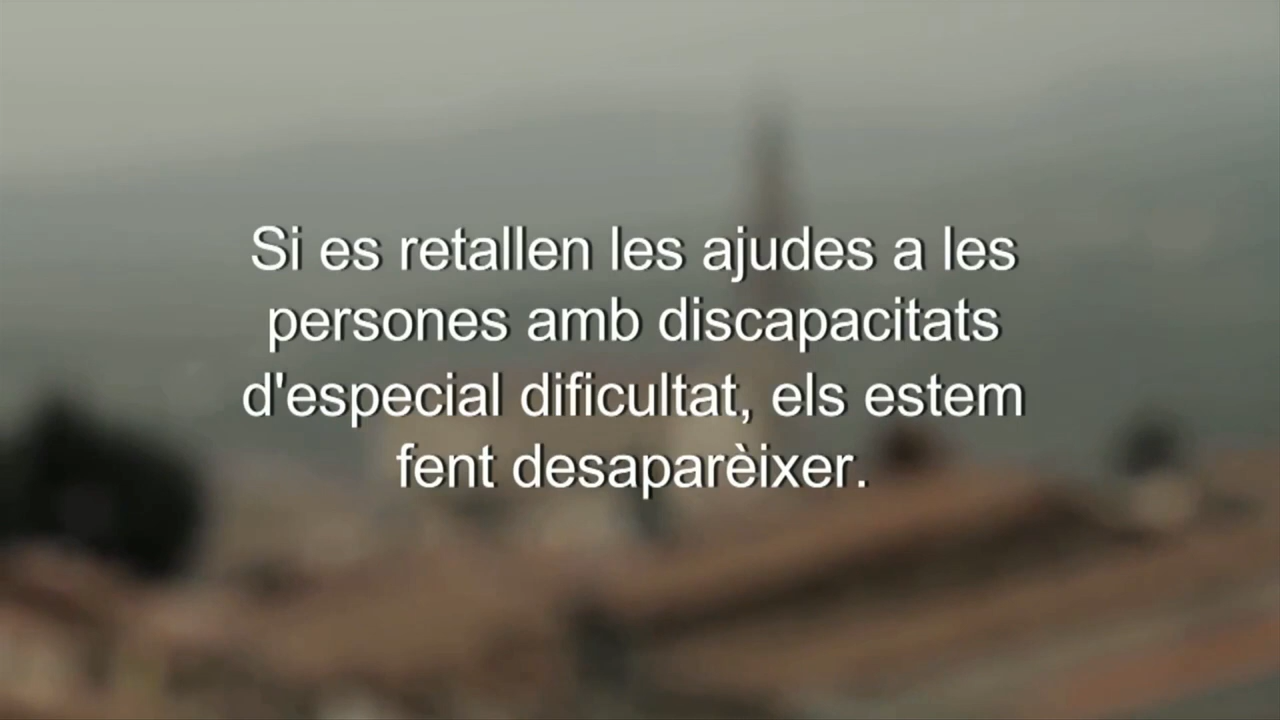 Si es retallen les ajudes a les
persones amb discapacitats
d'especial dificultat, els estem
fent desaparèixer.